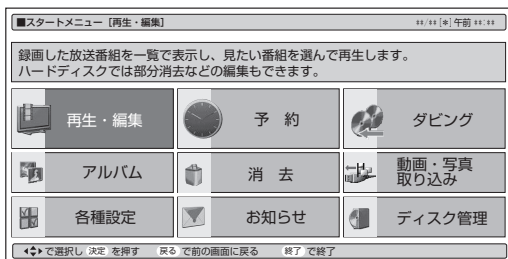 ■スタートメニュー［再生・編集］ ＊＊/＊＊[＊]午前 ＊＊:＊＊
録画した放送番組を一覧で表示し、見たい番組を選んで再生します。
ハードディスクでは部分消去などの編集もできます。
再生・編集 予 約 ダビング
アルバム 消 去 動画・写真
取り込み
各種設定 お知らせ ディスク管理
で選択し 決定 を押す 戻る で前の画面に戻る 終了 で終了